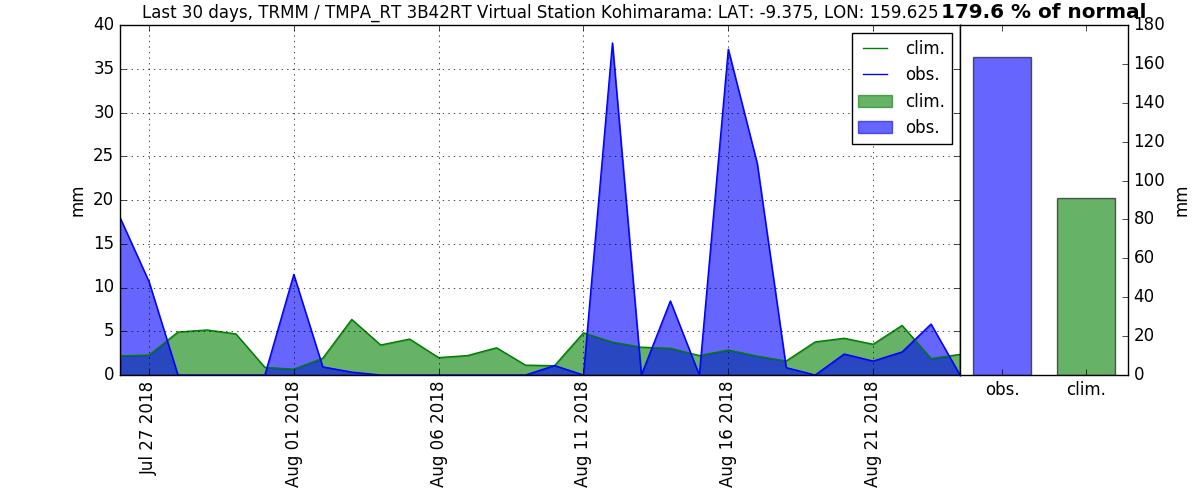 Last 30 days, TRMM / TMPA_RT 3B42RT Virtual Station Kohimarama: LAT: -9.375, LON: 159.625
179.6 % of normal
40
35
30
25
20
15
10
5
0
mm
clim.
obs.
clim.
obs.
Jul 27 2018
Aug 01 2018
Aug 06 2018
Aug 11 2018
Aug 16 2018
Aug 21 2018
180
160
140
120
100
80
60
40
20
0
mm
obs.
clim.